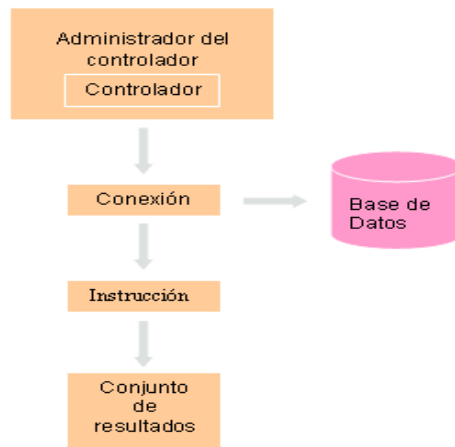 Administrador del
controlador
Controlador
Conexión
Base de
Datos
Instrucción
Conjunto
de
resultados